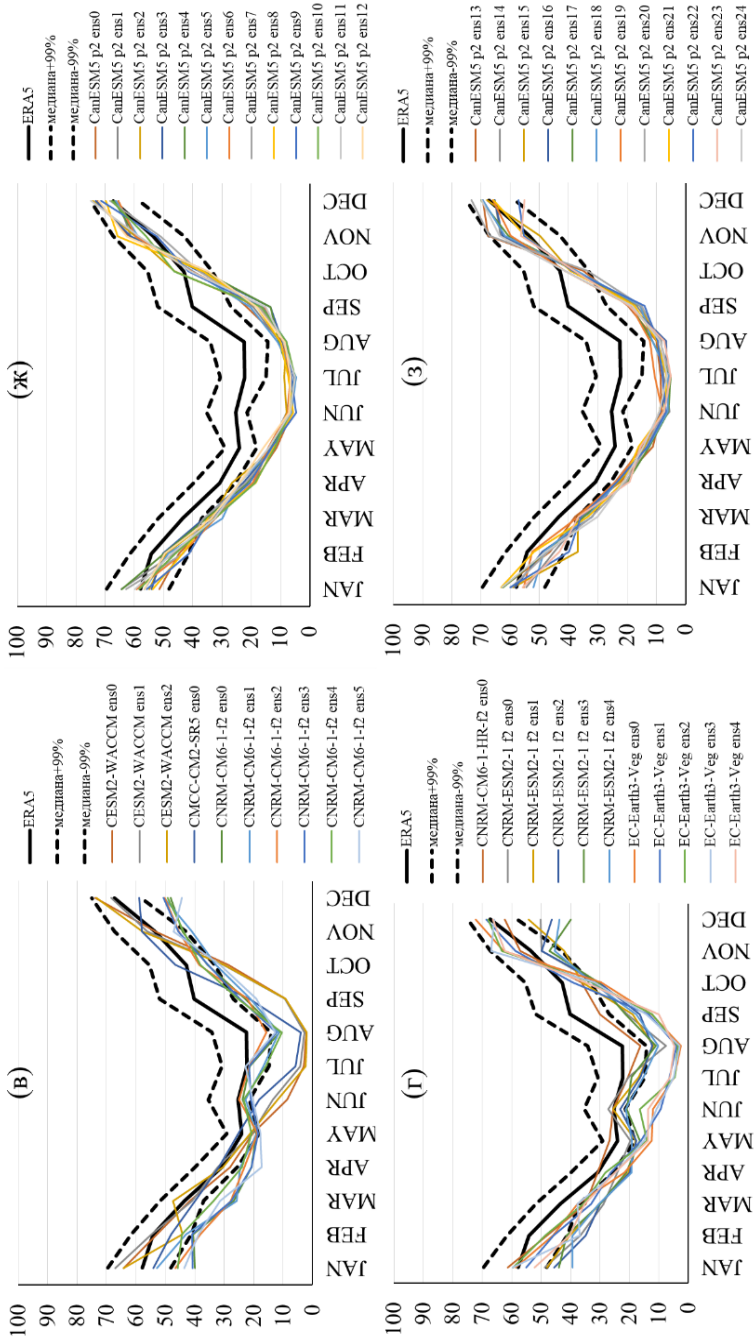 (в)
100
90
80
70
60
50
40
30
20
10
0
JAN
FEB
MAR
APR
MAY
JUN
JUL
AUG
SEP
OCT
NOV
DEC
ERA5
медиана+99%
медиана-99%
CESM2-WACCM ens0
CESM2-WACCM ens1
CESM2-WACCM ens2
CMCC-CM2-SR5 ens0
CNRM-CM6-1-f2 ens0
CNRM-CM6-1-f2 ens1
CNRM-CM6-1-f2 ens2
CNRM-CM6-1-f2 ens3
CNRM-CM6-1-f2 ens4
CNRM-CM6-1-f2 ens5
(ж)
100
90
80
70
60
50
40
30
20
10
0
JAN
FEB
MAR
APR
MAY
JUN
JUL
AUG
SEP
OCT
NOV
DEC
ERA5
медиана+99%
медиана-99%
CanESM5 p2 ens0
CanESM5 p2 ens1
CanESM5 p2 ens2
CanESM5 p2 ens3
CanESM5 p2 ens4
CanESM5 p2 ens5
CanESM5 p2 ens6
CanESM5 p2 ens7
CanESM5 p2 ens8
CanESM5 p2 ens9
CanESM5 p2 ens10
CanESM5 p2 ens11
CanESM5 p2 ens12
(г)
100
90
80
70
60
50
40
30
20
10
0
JAN
FEB
MAR
APR
MAY
JUN
JUL
AUG
SEP
OCT
NOV
DEC
ERA5
медиана+99%
медиана-99%
CNRM-CM6-1-HR-f2 ens0
CNRM-ESM2-1 f2 ens0
CNRM-ESM2-1 f2 ens1
CNRM-ESM2-1 f2 ens2
CNRM-ESM2-1 f2 ens3
CNRM-ESM2-1 f2 ens4
EC-Earth3-Veg ens0
EC-Earth3-Veg ens1
EC-Earth3-Veg ens2
EC-Earth3-Veg ens3
EC-Earth3-Veg ens4
(з)
100
90
80
70
60
50
40
30
20
10
0
JAN
FEB
MAR
APR
MAY
JUN
JUL
AUG
SEP
OCT
NOV
DEC
ERA5
медиана+99%
медиана-99%
CanESM5 p2 ens13
CanESM5 p2 ens14
CanESM5 p2 ens15
CanESM5 p2 ens16
CanESM5 p2 ens17
CanESM5 p2 ens18
CanESM5 p2 ens19
CanESM5 p2 ens20
CanESM5 p2 ens21
CanESM5 p2 ens22
CanESM5 p2 ens23
CanESM5 p2 ens24